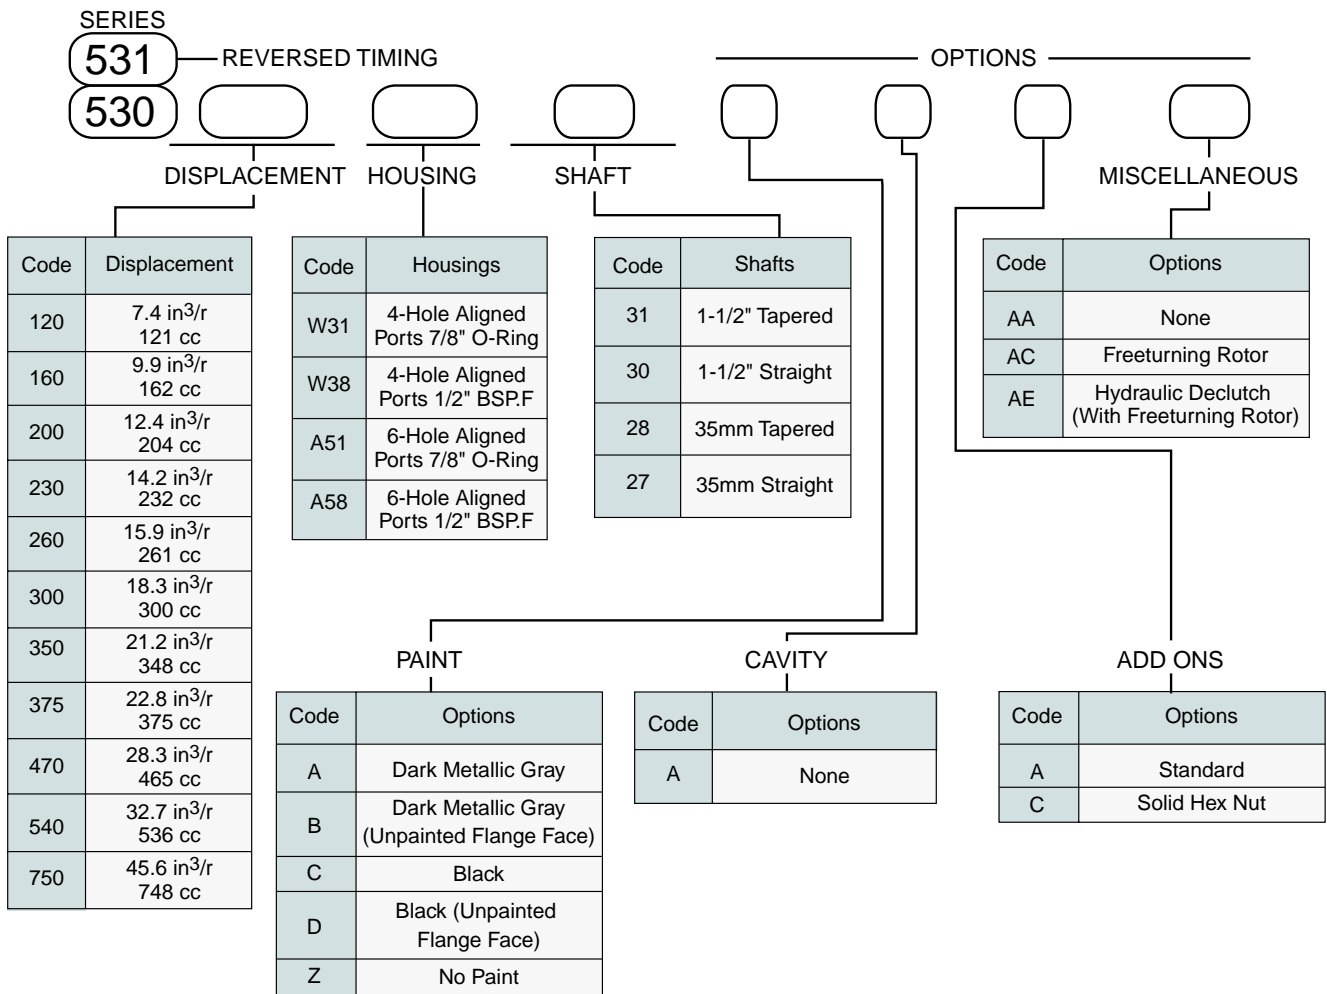 SERIES
531 REVERSED TIMING
OPTIONS
530
DISPLACEMENT
HOUSING
SHAFT
MISCELLANEOUS
Code Displacement
120 7.4 in3/r
121 cc
160 9.9 in3/r
162 cc
200 12.4 in3/r
204 cc
230 14.2 in3/r
232 cc
260 15.9 in3/r
261 cc
300 18.3 in3/r
300 cc
350 21.2 in3/r
348 cc
375 22.8 in3/r
375 cc
470 28.3 in3/r
465 cc
540 32.7 in3/r
536 cc
750 45.6 in3/r
748 cc
Code Housings
W31 4-Hole Aligned
Ports 7/8" O-Ring
W38 4-Hole Aligned
Ports 1/2" BSP.F
A51 6-Hole Aligned
Ports 7/8" O-Ring
A58 6-Hole Aligned
Ports 1/2" BSP.F
Code Shafts
31 1-1/2" Tapered
30 1-1/2" Straight
28 35mm Tapered
27 35mm Straight
Code Options
AA None
AC Freeturning Rotor
AE Hydraulic Declutch
(With Freeturning Rotor)
PAINT
Code Options
A Dark Metallic Gray
B Dark Metallic Gray
(Unpainted Flange Face)
C Black
D Black (Unpainted
Flange Face)
Z No Paint
CAVITY
Code Options
A None
ADD ONS
Code Options
A Standard
C Solid Hex Nut